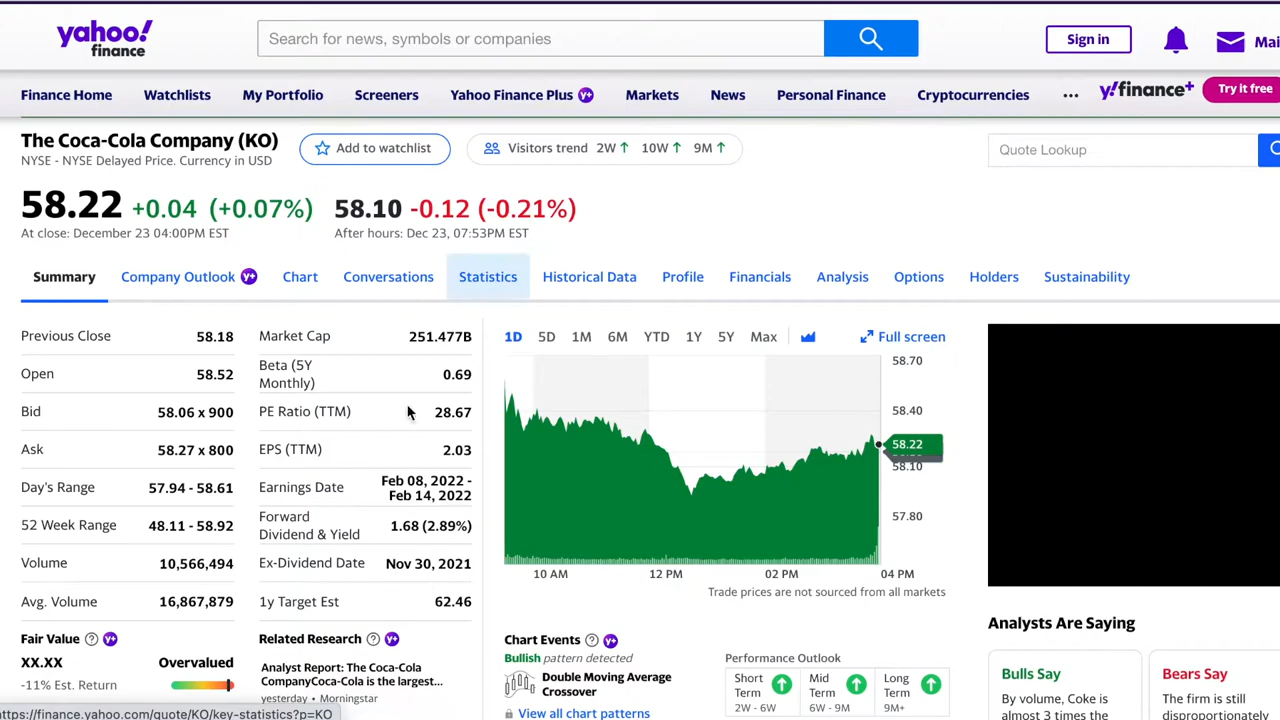 yahoo!
finance
Search for news, symbols or companies
Sign in
Mai
Finance Home Watchlists My Portfolio Screeners Yahoo Finance Plus Y+ Markets News Personal Finance Cryptocurrencies ... y!finance+ Try it free
The Coca-Cola Company (KO)
NYSE - NYSE Delayed Price. Currency in USD
Add to watchlist
Visitors trend 2W 10W 9M
Quote Lookup
58.22 +0.04 (+0.07%)
At close: December 23 04:00PM EST
58.10 -0.12 (-0.21%)
After hours: Dec 23, 07:53PM EST
Summary Company Outlook Y+ Chart Conversations Statistics Historical Data Profile Financials Analysis Options Holders Sustainability
Previous Close 58.18
Open 58.52
Bid 58.06 x 900
Ask 58.27 x 800
Day's Range 57.94 - 58.61
52 Week Range 48.11 - 58.92
Volume 10,566,494
Avg. Volume 16,867,879
Fair Value ? Y+
XX.XX Overvalued
-11% Est. Return
Market Cap 251.477B
Beta (5Y
Monthly) 0.69
PE Ratio (TTM) 28.67
EPS (TTM) 2.03
Earnings Date Feb 08, 2022 -
Feb 14, 2022
Forward
Dividend & Yield 1.68 (2.89%)
Ex-Dividend Date Nov 30, 2021
1y Target Est 62.46
Related Research ? Y+
Analyst Report: The Coca-Cola
CompanyCoca-Cola is the largest...
yesterday • Morningstar
1D 5D 1M 6M YTD 1Y 5Y Max
Full screen
58.70
58.40
58.22
58.10
57.80
10 AM 12 PM 02 PM 04 PM
Trade prices are not sourced from all markets
Chart Events ? Y+
Bullish pattern detected
Double Moving Average
Crossover
View all chart patterns
Performance Outlook
Short
Term
2W - 6W
Mid
Term
6W - 9M
Long
Term
9M+
Analysts Are Saying
Bulls Say
By volume, Coke is
almost 3 times the
Bears Say
The firm is still
disproportionately
https://finance.yahoo.com/quote/KO/key-statistics?p=KO